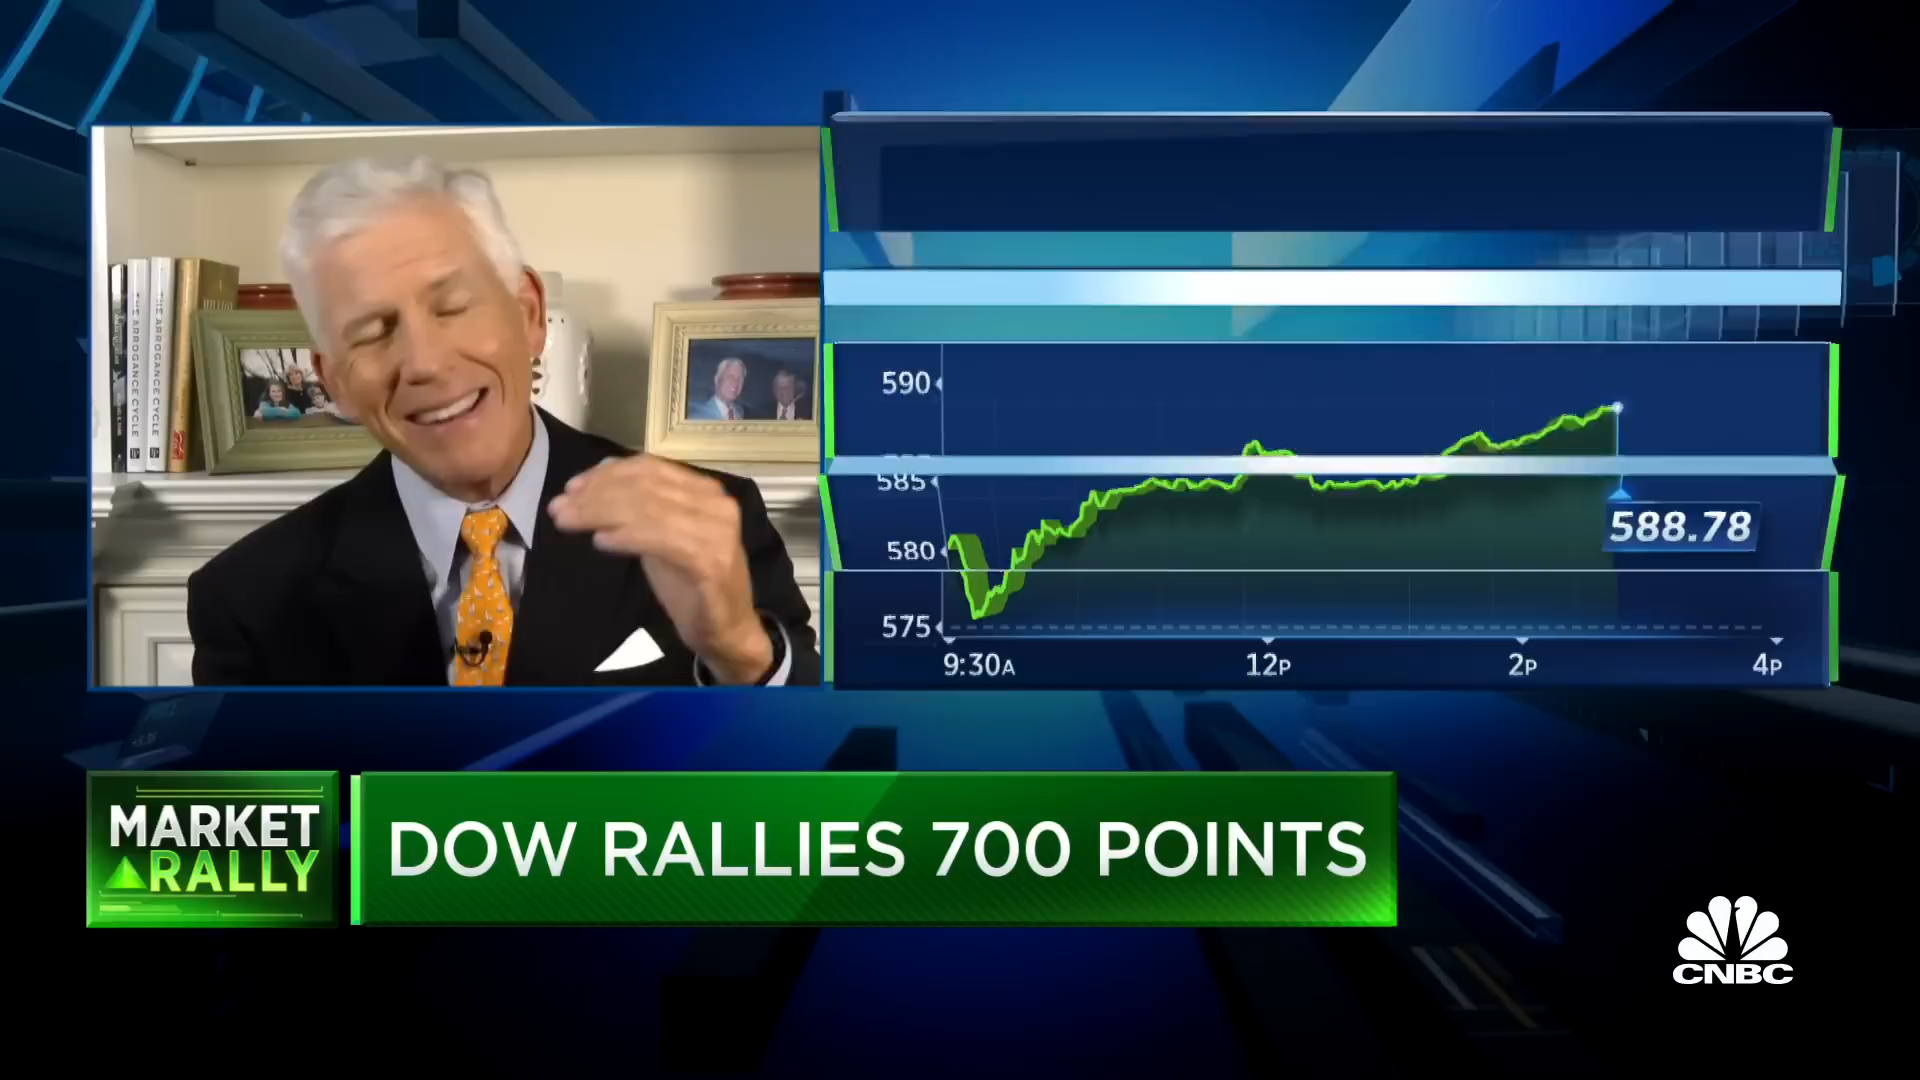 THE ARROGANCE CYCLE
THE ARROGANCE CYCLE
590
585
580
575
588.78
9:30A
12P
2P
4P
MARKET
RALLY
DOW RALLIES 700 POINTS
CNBC